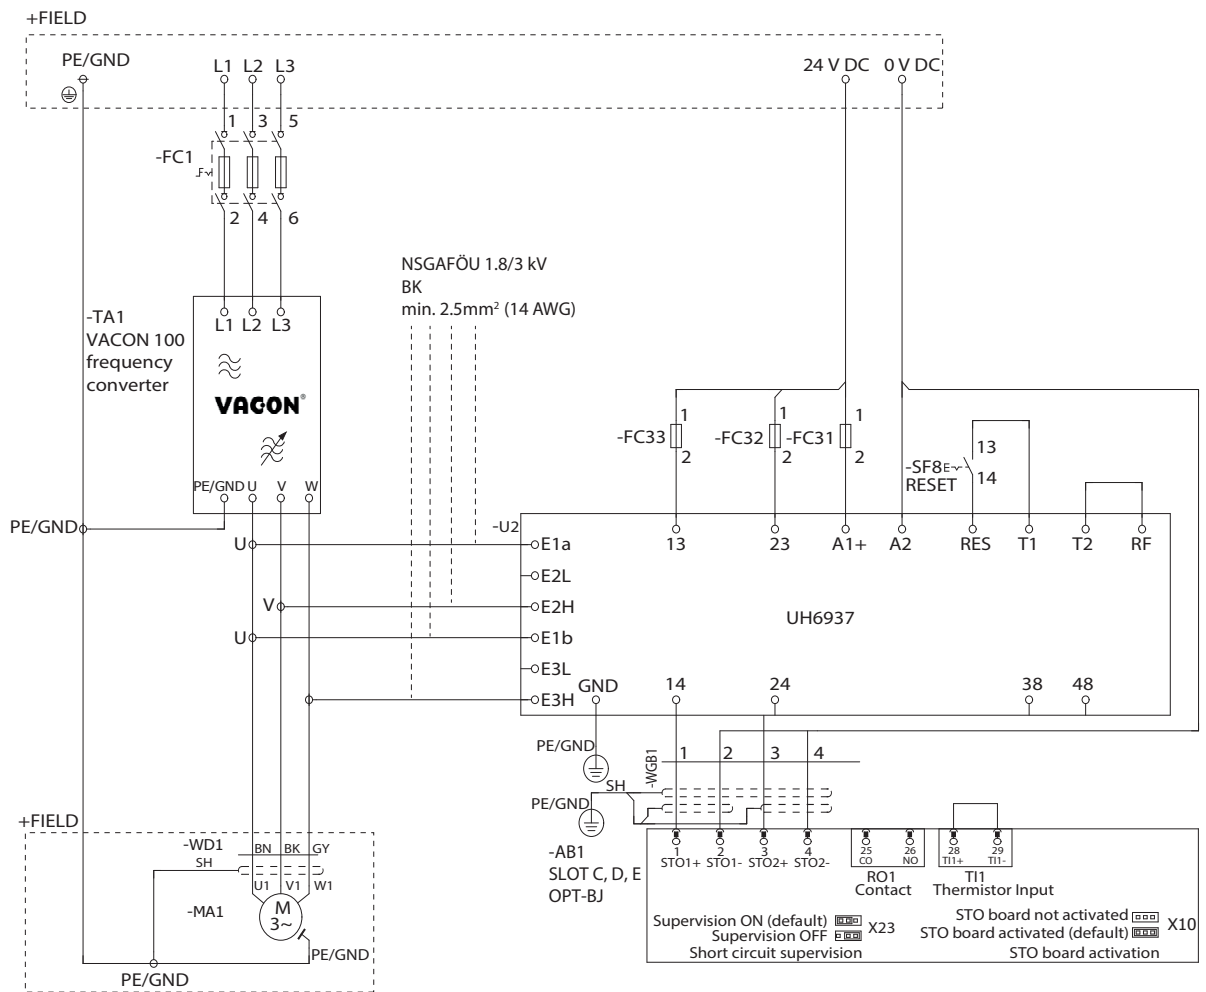 +FIELD
PE/GND
L1 L2 L3
24 V DC 0 V DC
1 3 5
-FC1
2 4 6
NSGAFÖU 1.8/3 kV
BK
min. 2.5mm² (14 AWG)
-TA1
VACON 100
frequency
converter
L1 L2 L3
VACON®
PE/GND U V W
PE/GND
-FC33 1 2
-FC32 1 2
-FC31 1 2
-SF8 E
RESET
13
14
-U2
13 23 A1+ A2 RES T1 T2 RF
U E1a
E2L
V E2H
U E1b
E3L
E3H
UH6937
GND 14 24 38 48
PE/GND
-WGB1 1 2 3 4
SH
PE/GND
-AB1
SLOT C, D, E
OPT-BJ
1 2 3 4 25 26 28 29
STO1+ STO1- STO2+ STO2- CO NO TI1+ TI1-
RO1
Contact
TI1
Thermistor Input
Supervision ON (default)
Supervision OFF
X23
Short circuit supervision
STO board not activated
STO board activated (default)
X10
STO board activation
+FIELD
-WD1 BN BK GY
SH
U1 V1 W1
-MA1
M
3~
PE/GND
PE/GND